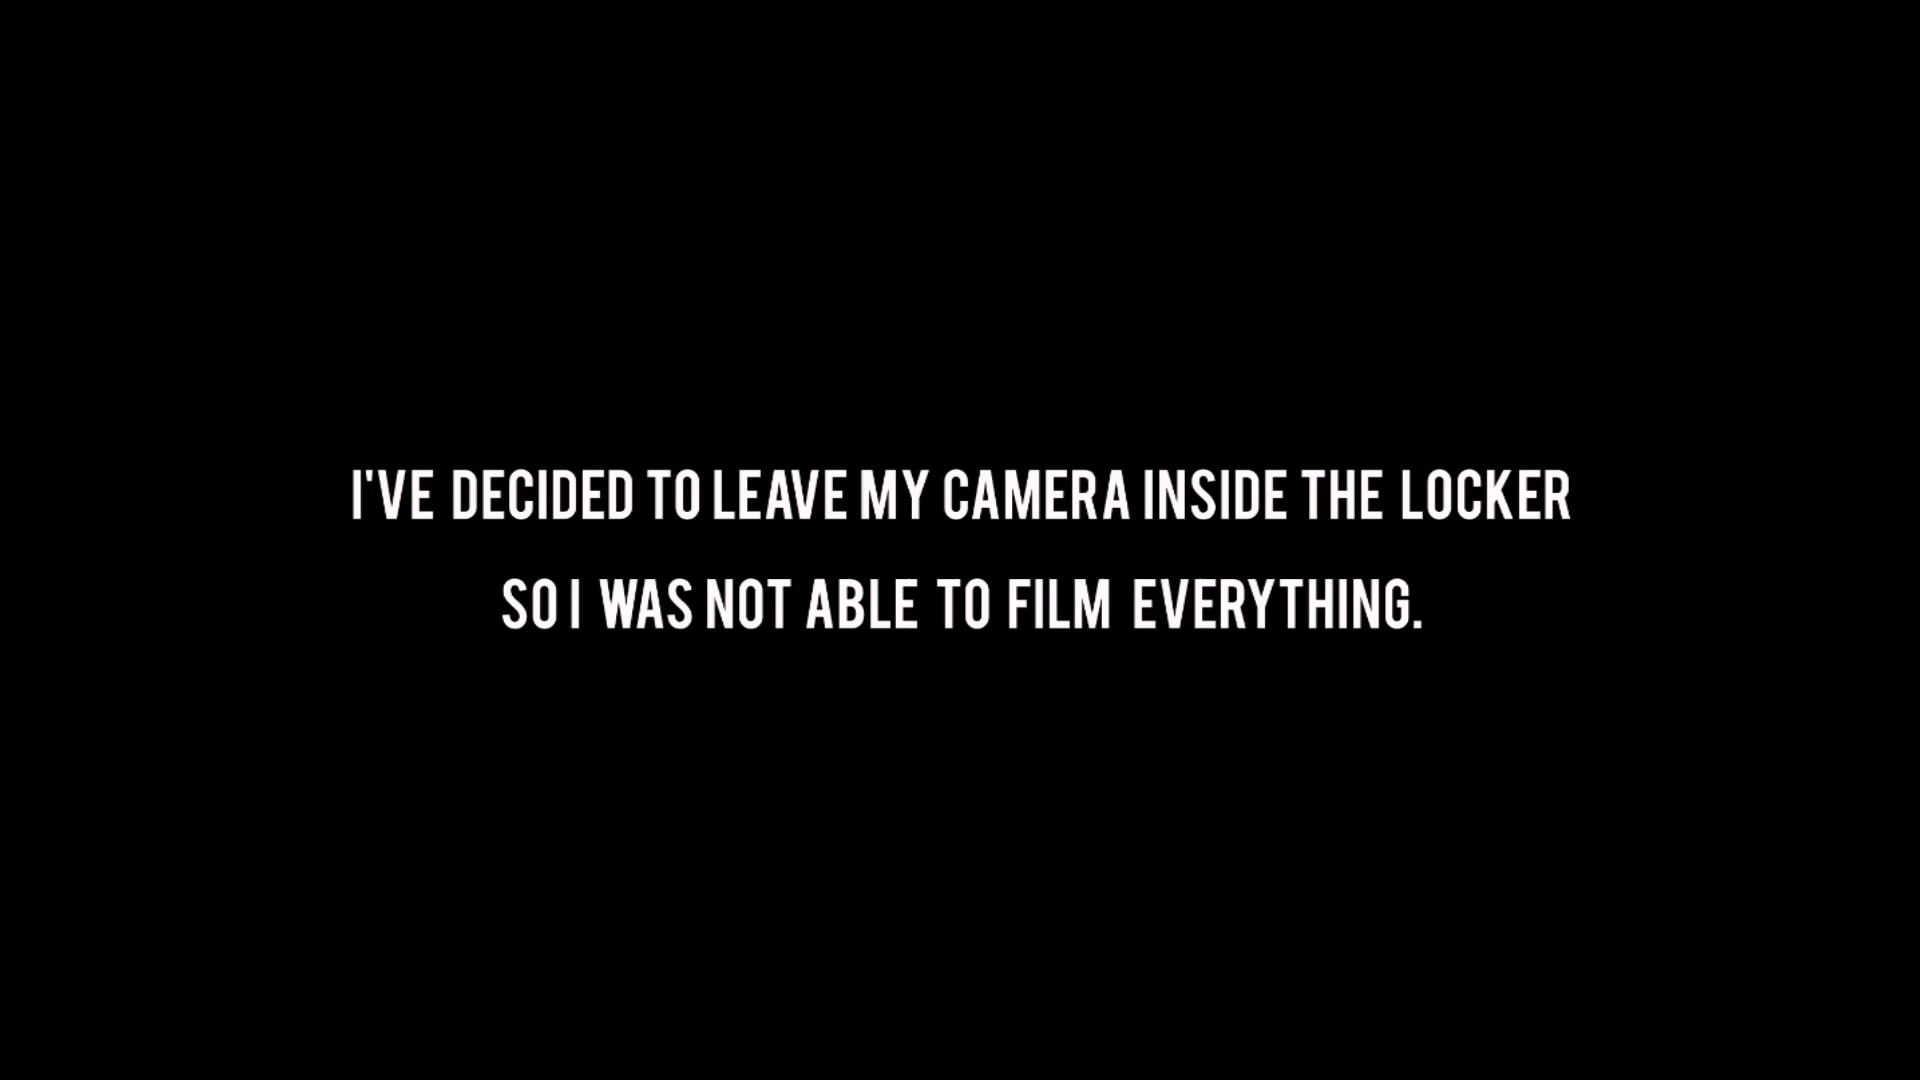 I'VE DECIDED TO LEAVE MY CAMERA INSIDE THE LOCKER
SO I WAS NOT ABLE TO FILM EVERYTHING.